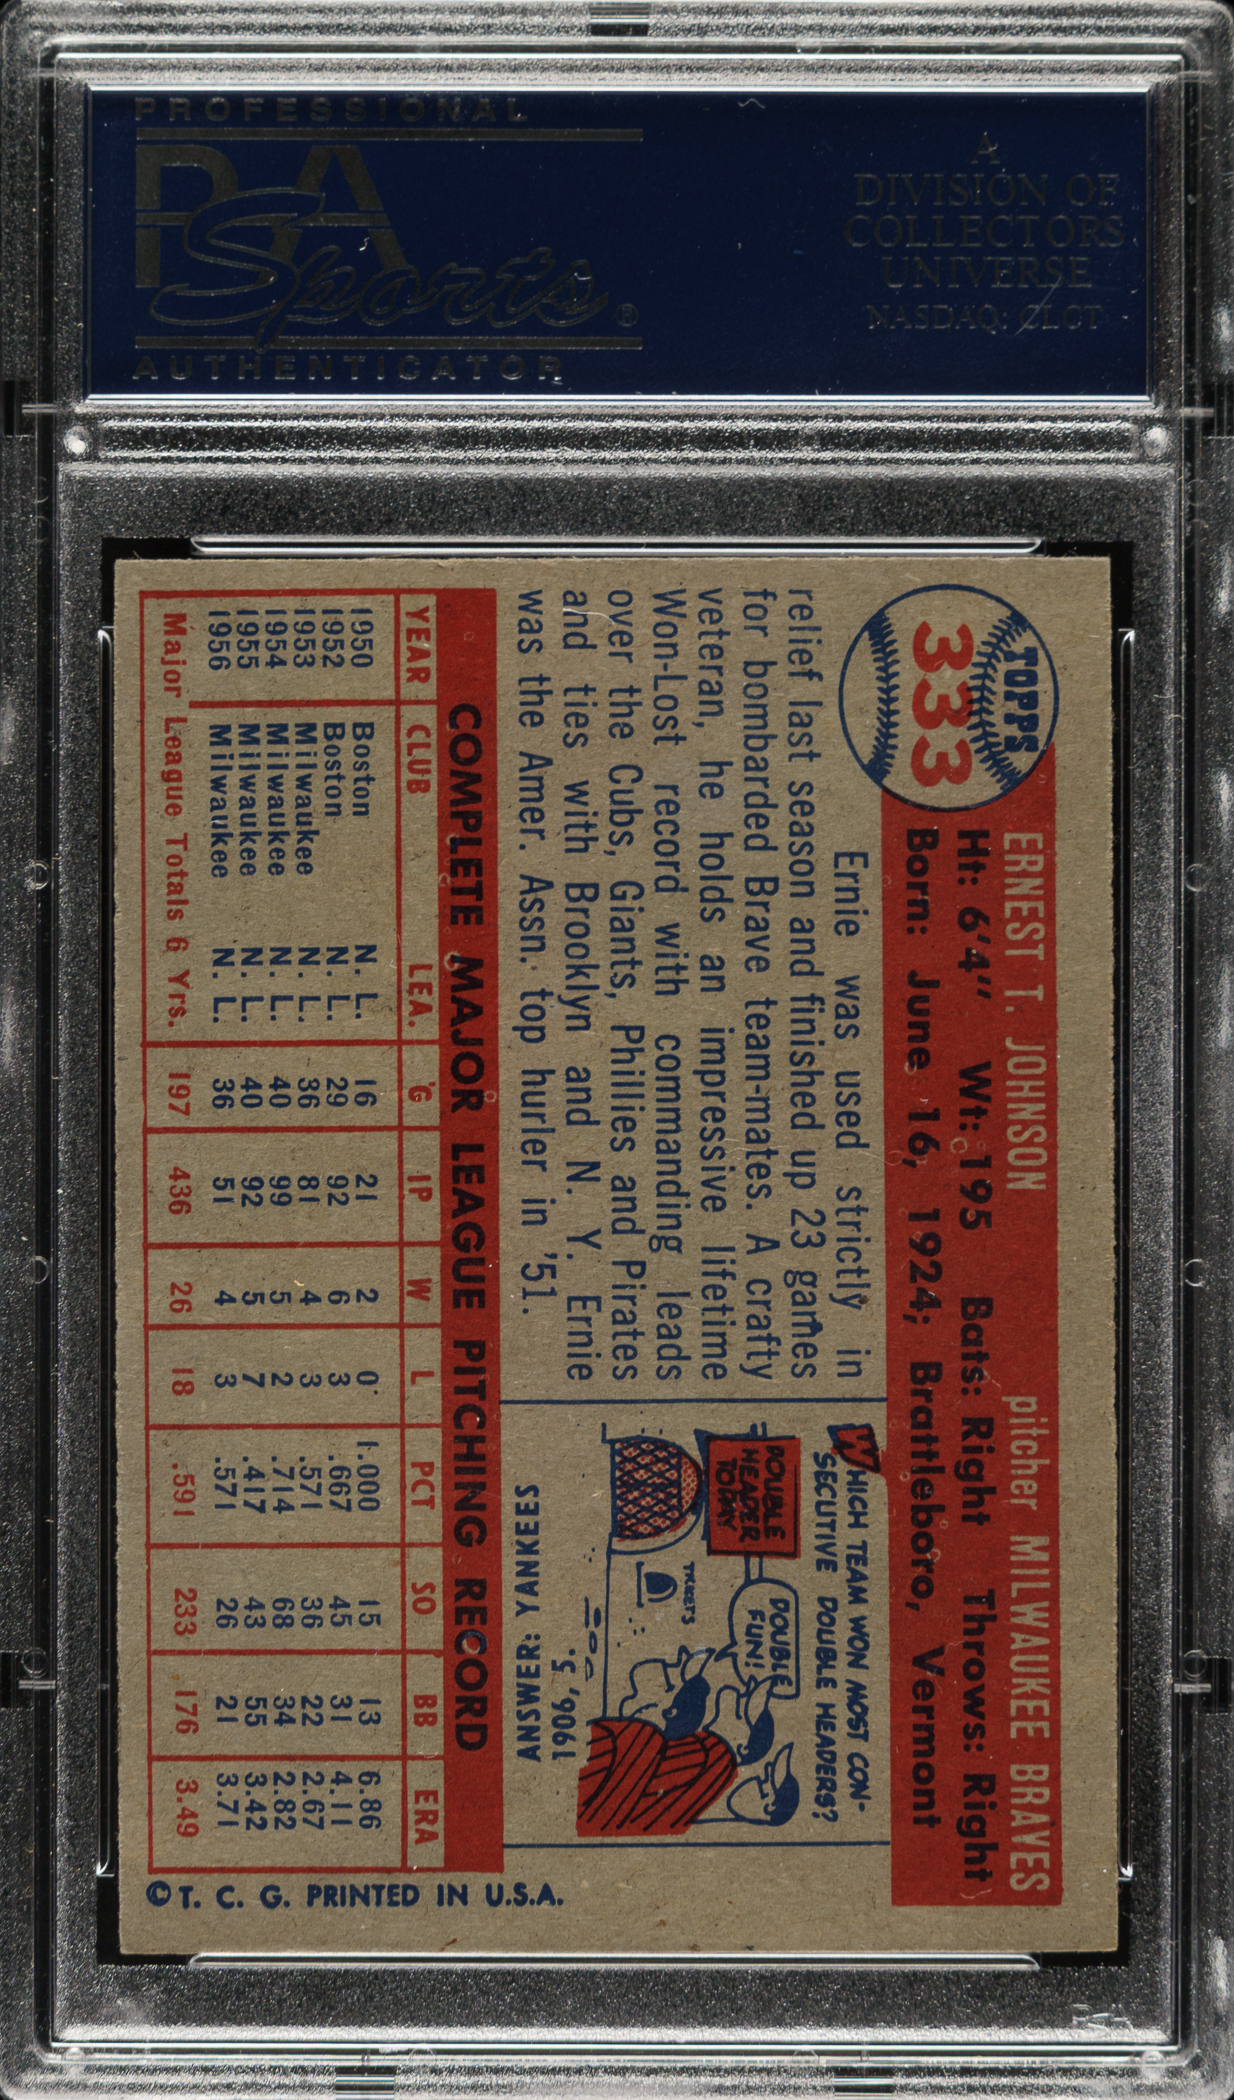 PROFESSIONAL
PSA
Sports®
AUTHENTICATOR
A
DIVISION OF
COLLECTORS
UNIVERSE
NASDAQ: CLCT
TOPPS
333
ERNEST T. JOHNSON pitcher MILWAUKEE BRAVES
Ht: 6'4" Wt: 195 Bats: Right Throws: Right
Born: June 16, 1924; Brattleboro, Vermont
Ernie was used strictly in
relief last season and finished up 23 games
for bombarded Brave team-mates. A crafty
veteran, he holds an impressive lifetime
Won-Lost record with commanding leads
over the Cubs, Giants, Phillies and Pirates
and ties with Brooklyn and N. Y. Ernie
was the Amer. Assn. top hurler in '51.
WHICH TEAM WON MOST CON-
SECUTIVE DOUBLE HEADERS?
DOUBLE
HEADER
TODAY
DOUBLE
FUN!
TICKETS
1906, 5.
ANSWER: YANKEES
COMPLETE MAJOR LEAGUE PITCHING RECORD
YEAR CLUB LEA. G IP W L PCT SO BB ERA
1950 Boston N. L. 16 21 2 0 1.000 15 13 6.86
1952 Boston N. L. 29 92 6 3 .667 45 31 4.11
1953 Milwaukee N. L. 36 81 4 3 .571 36 22 2.67
1954 Milwaukee N. L. 40 99 5 2 .714 68 34 2.82
1955 Milwaukee N. L. 40 92 5 7 .417 43 55 3.42
1956 Milwaukee N. L. 36 51 4 3 .571 26 21 3.71
Major League Totals 6 Yrs. 197 436 26 18 .591 233 176 3.49
©T. C. G. PRINTED IN U.S.A.